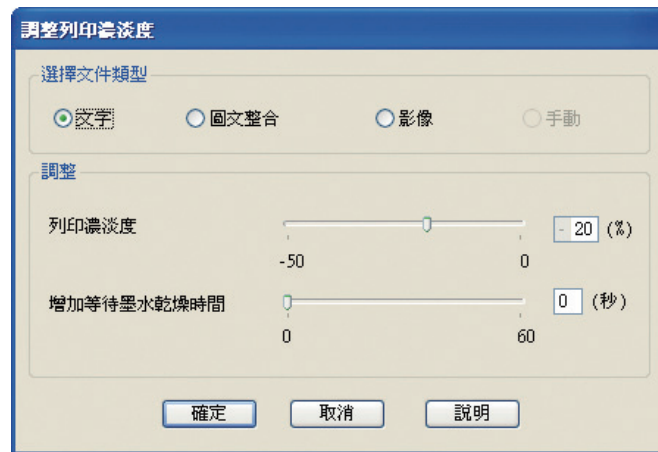 調整列印濃淡度
選擇文件類型
文字 圖文整合 影像 手動
調整
列印濃淡度 - 20 (%)
-50 0
增加等待墨水乾燥時間 0 (秒)
0 60
確定 取消 說明